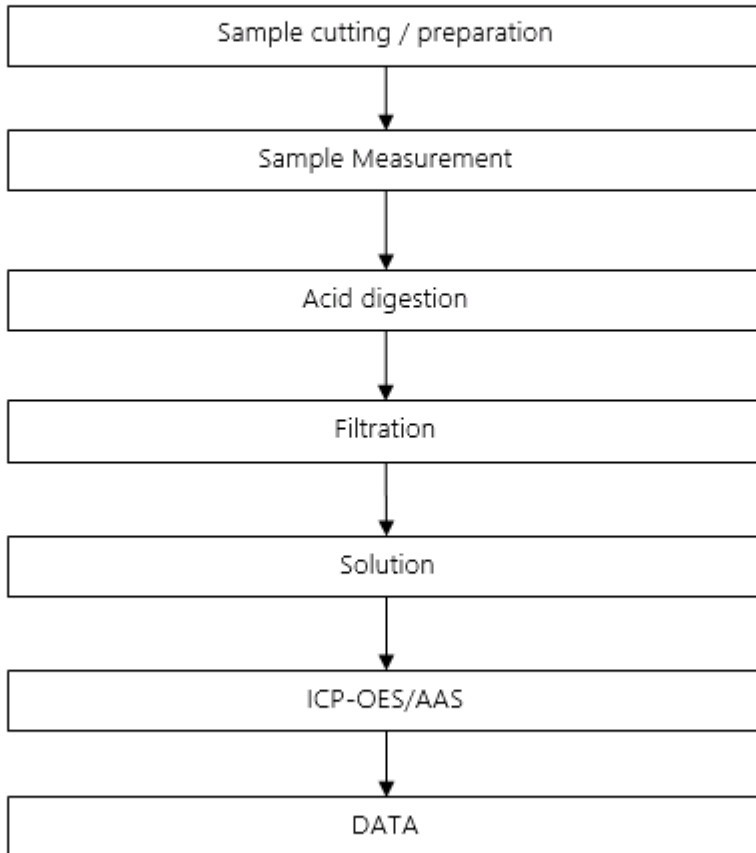 Sample cutting / preparation
Sample Measurement
Acid digestion
Filtration
Solution
ICP-OES/AAS
DATA